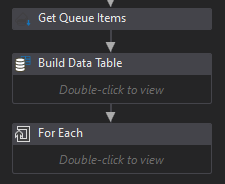 Get Queue Items
Build Data Table
Double-click to view
For Each
Double-click to view